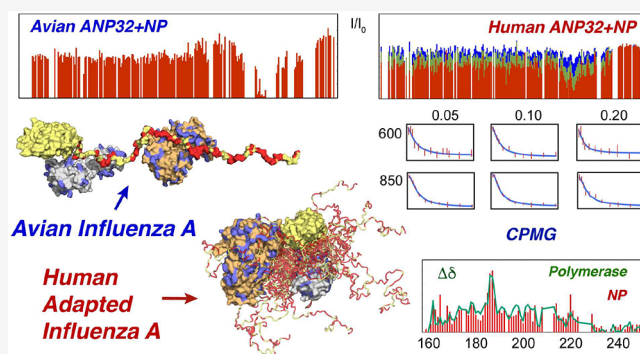 Avian ANP32+NP
I/I₀
Human ANP32+NP
0.05 0.10 0.20
600
850
Avian Influenza A
CPMG
Human
Adapted
Influenza A
Δδ
Polymerase
NP
160 180 200 220 240